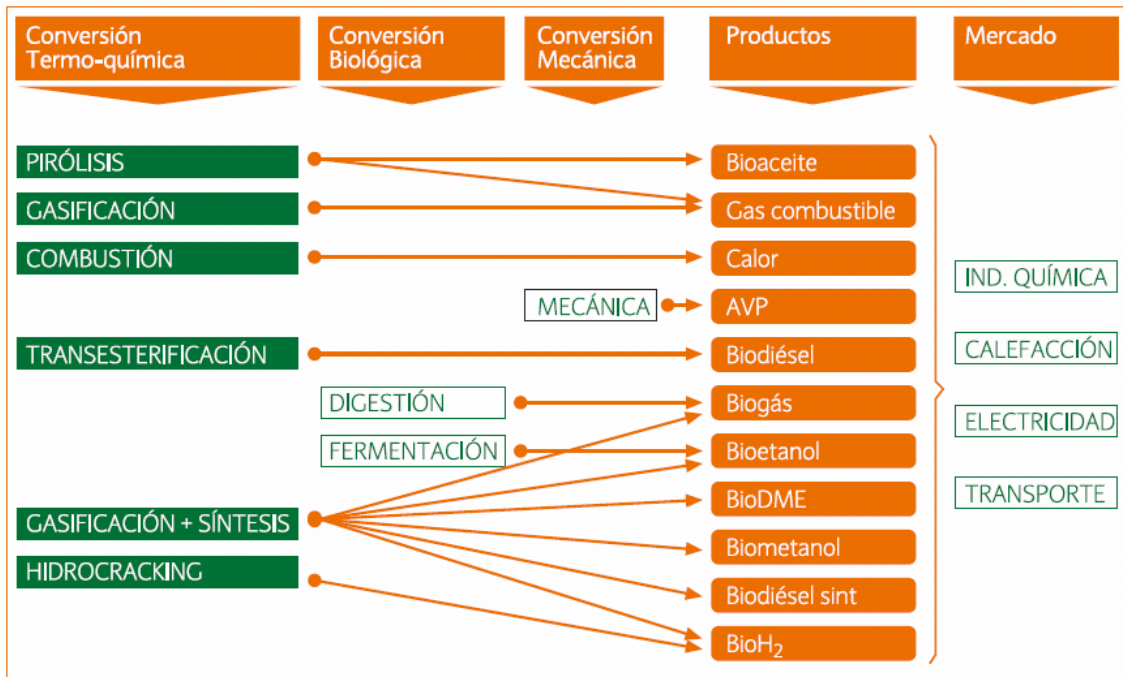 Conversión
Termo-química
Conversión
Biológica
Conversión
Mecánica
Productos
Mercado
PIRÓLISIS
Bioaceite
GASIFICACIÓN
Gas combustible
COMBUSTIÓN
Calor
IND. QUÍMICA
MECÁNICA
AVP
TRANSESTERIFICACIÓN
Biodiésel
CALEFACCIÓN
DIGESTIÓN
Biogás
ELECTRICIDAD
FERMENTACIÓN
Bioetanol
BioDME
TRANSPORTE
GASIFICACIÓN + SÍNTESIS
Biometanol
HIDROCRACKING
Biodiésel sint
BioH2